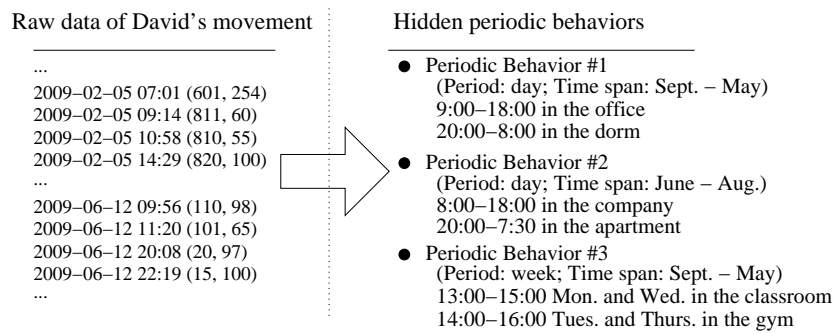 Raw data of David's movement
...
2009–02–05 07:01 (601, 254)
2009–02–05 09:14 (811, 60)
2009–02–05 10:58 (810, 55)
2009–02–05 14:29 (820, 100)
...
2009–06–12 09:56 (110, 98)
2009–06–12 11:20 (101, 65)
2009–06–12 20:08 (20, 97)
2009–06–12 22:19 (15, 100)
...
Hidden periodic behaviors
● Periodic Behavior #1
(Period: day; Time span: Sept. – May)
9:00–18:00 in the office
20:00–8:00 in the dorm
● Periodic Behavior #2
(Period: day; Time span: June – Aug.)
8:00–18:00 in the company
20:00–7:30 in the apartment
● Periodic Behavior #3
(Period: week; Time span: Sept. – May)
13:00–15:00 Mon. and Wed. in the classroom
14:00–16:00 Tues. and Thurs. in the gym